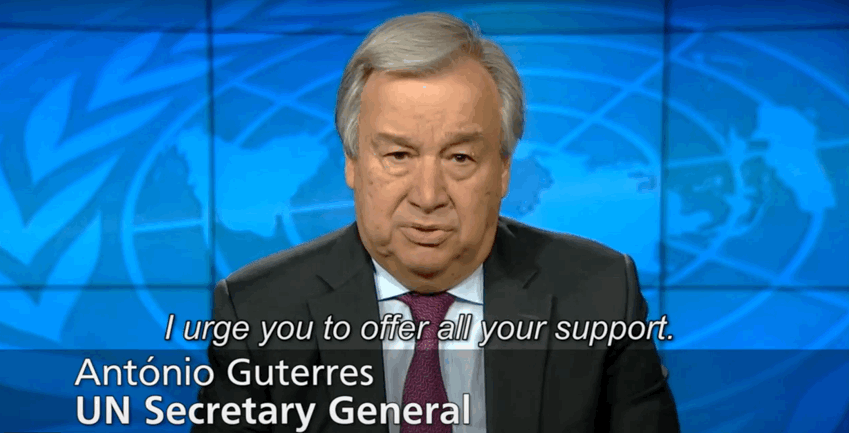 I urge you to offer all your support.
António Guterres
UN Secretary General